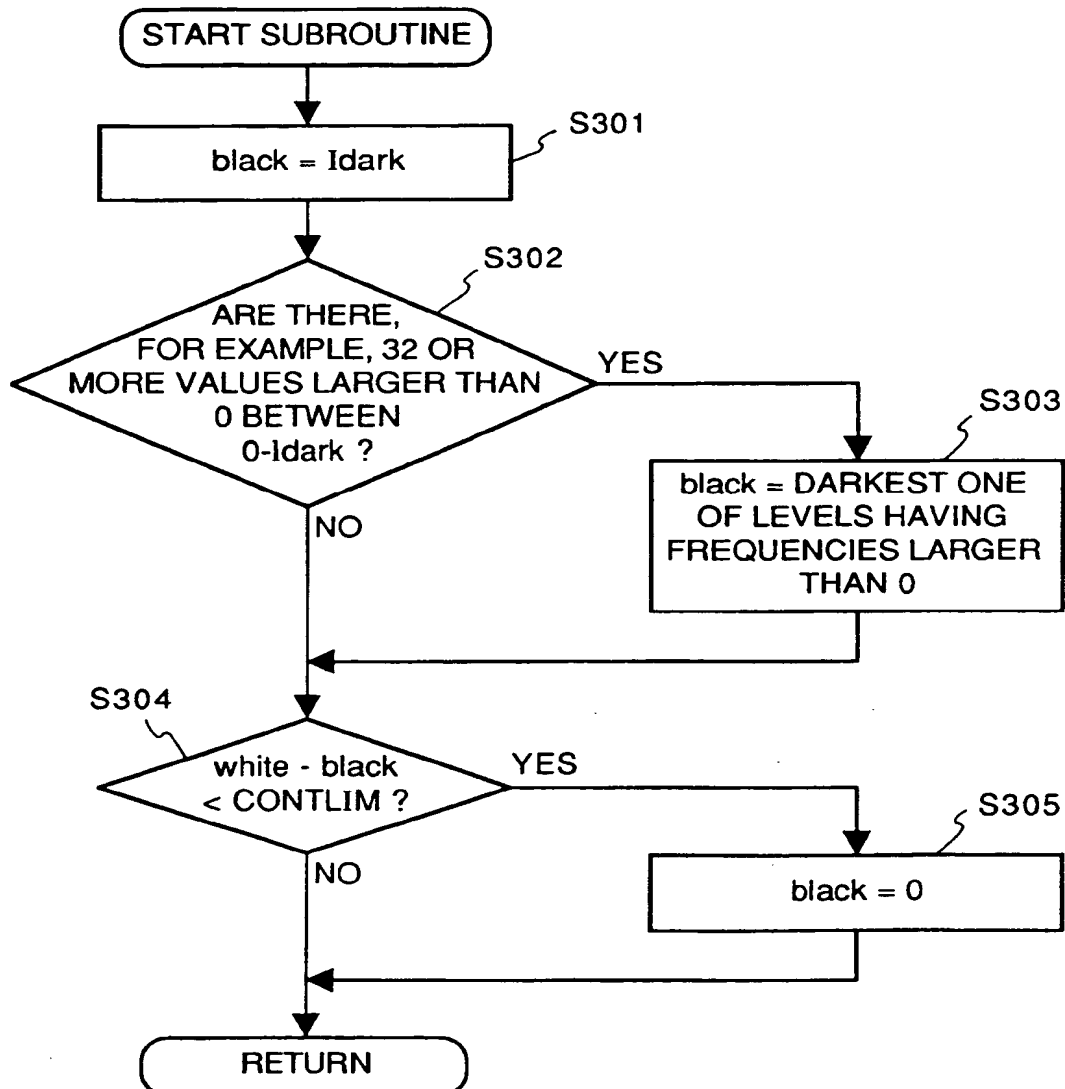 START SUBROUTINE
S301
black = Idark
S302
ARE THERE,
FOR EXAMPLE, 32 OR
MORE VALUES LARGER THAN
0 BETWEEN
0-Idark ?
YES
NO
S303
black = DARKEST ONE
OF LEVELS HAVING
FREQUENCIES LARGER
THAN 0
S304
white - black
< CONTLIM ?
YES
NO
S305
black = 0
RETURN